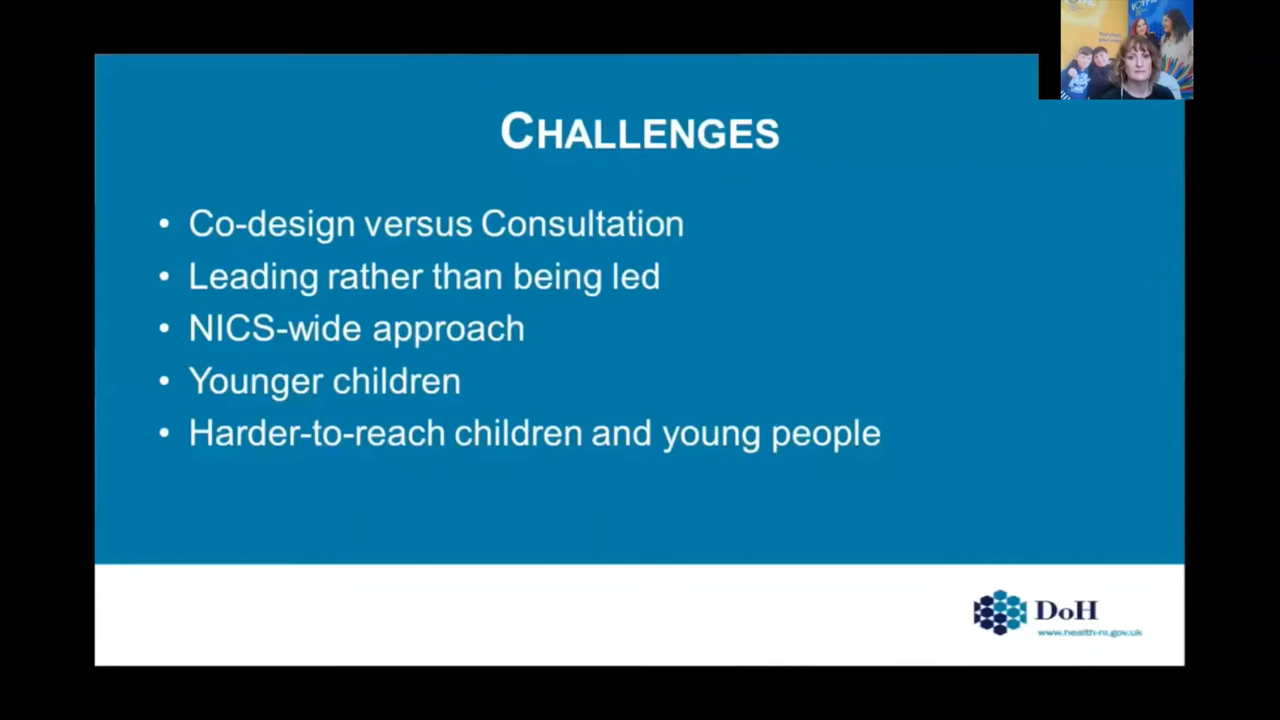 CHALLENGES
• Co-design versus Consultation
• Leading rather than being led
• NICS-wide approach
• Younger children
• Harder-to-reach children and young people
DoH
www.health-ni.gov.uk